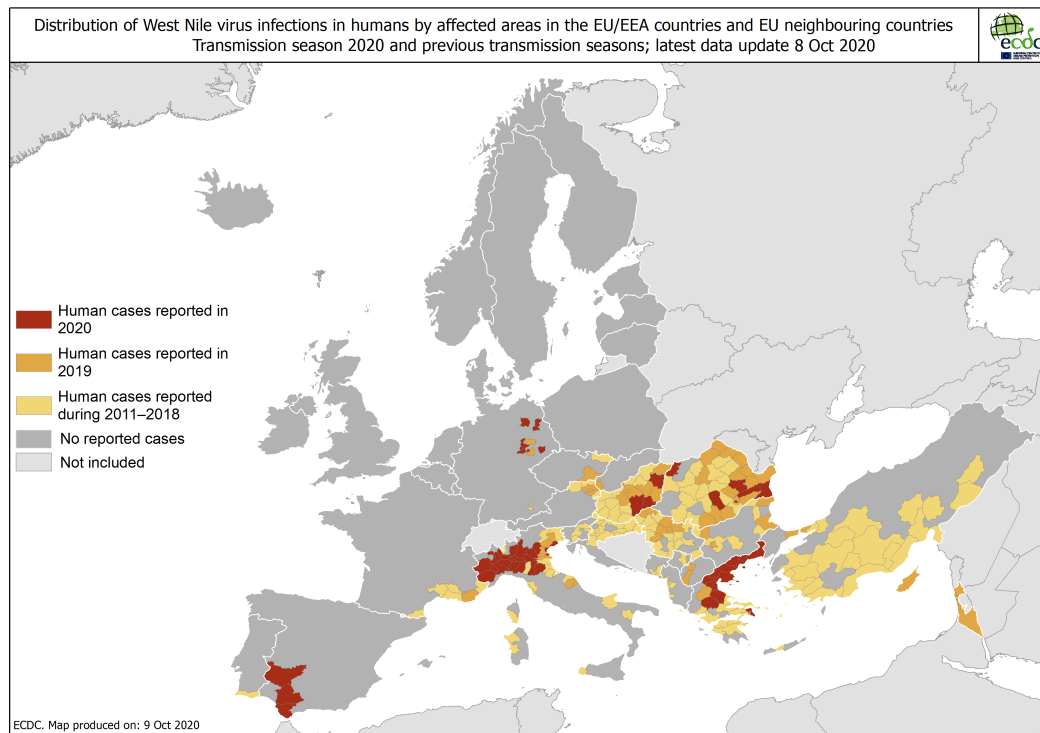 Distribution of West Nile virus infections in humans by affected areas in the EU/EEA countries and EU neighbouring countries
Transmission season 2020 and previous transmission seasons; latest data update 8 Oct 2020
ecdc
Human cases reported in
2020
Human cases reported in
2019
Human cases reported
during 2011–2018
No reported cases
Not included
ECDC. Map produced on: 9 Oct 2020